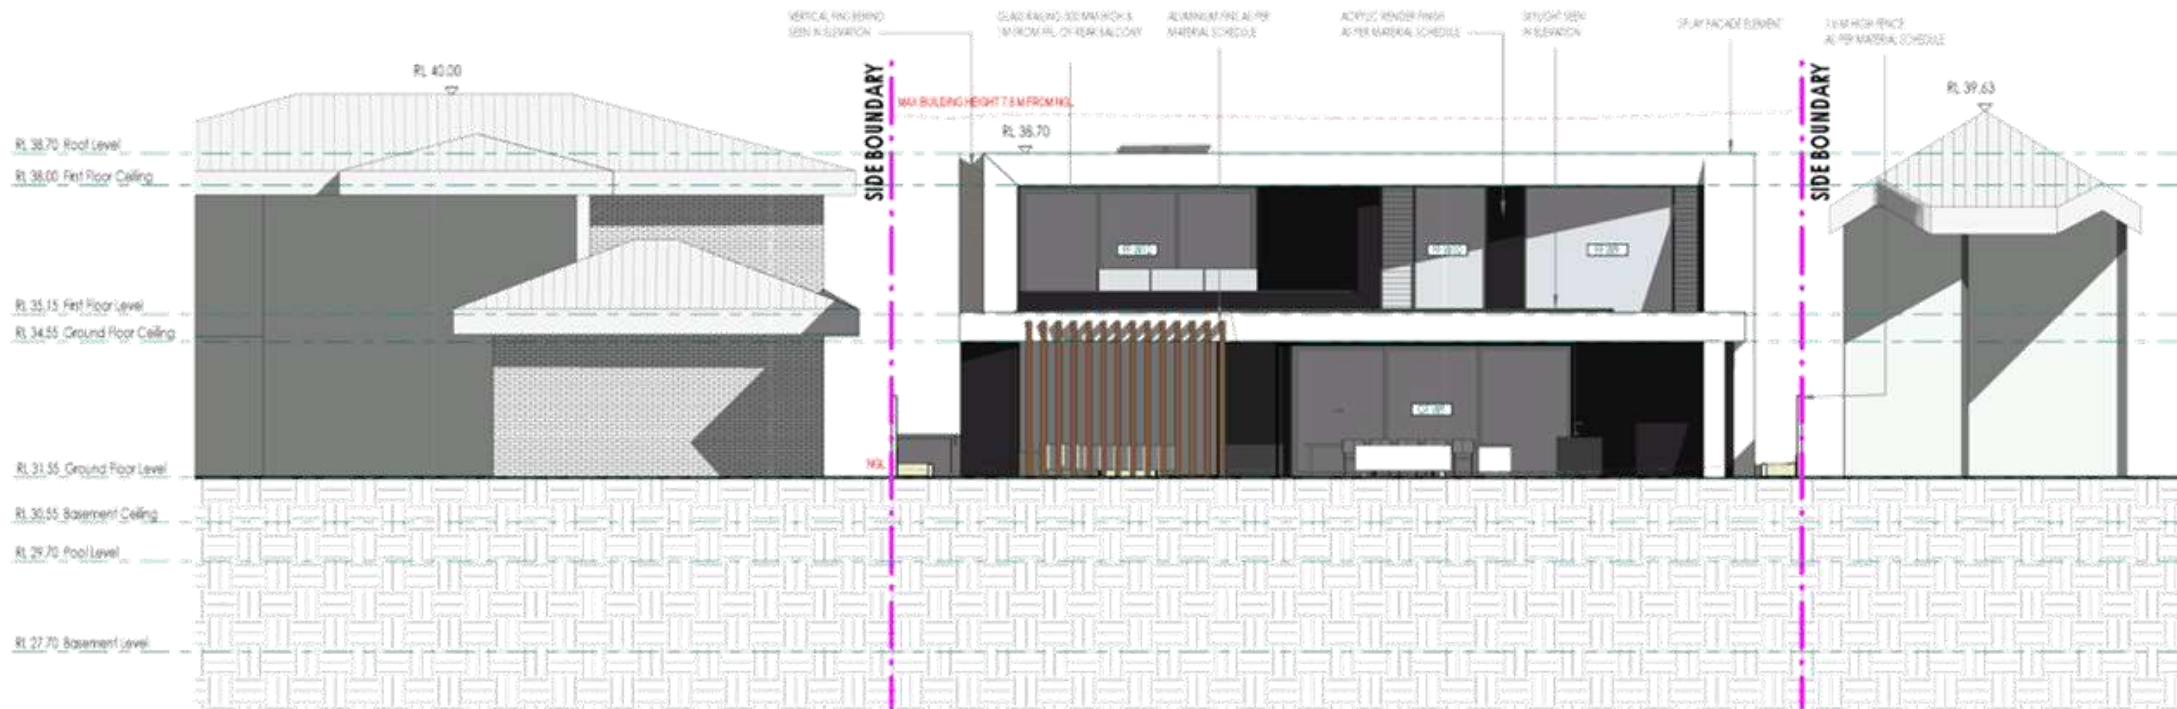 VERTICAL FINS BEHIND
SEEN IN ELEVATION
GLASS RAILING 300 MM HIGH &
1M FROM FFL OF REAR BALCONY
ALUMINIUM FINS AS PER
MATERIAL SCHEDULE
ACRYLIC RENDER FINISH
AS PER MATERIAL SCHEDULE
SKYLIGHT SEEN
IN ELEVATION
SPLAY FACADE ELEMENT
HIGH FENCE
AS PER MATERIAL SCHEDULE
RL 40.00
SIDE BOUNDARY
MAX BUILDING HEIGHT 7.8 M FROM NGL
RL 38.70
SIDE BOUNDARY
RL 39.63
RL 38.70 Roof Level
RL 38.00 First Floor Ceiling
RL 35.15 First Floor Level
RL 34.55 Ground Floor Ceiling
NGL
RL 31.55 Ground Floor Level
RL 30.55 Basement Ceiling
RL 29.70 Pool Level
RL 27.70 Basement Level